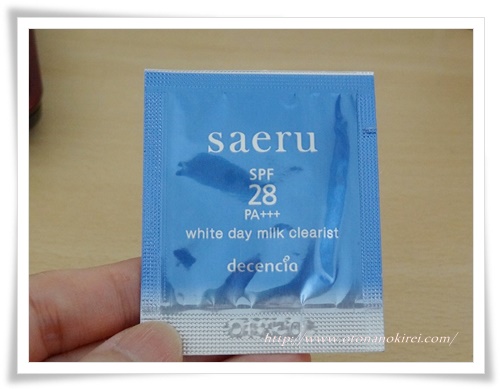 saeru
SPF
28
PA+++
white day milk clearist
decencia
http://www.otonanokirei.com/